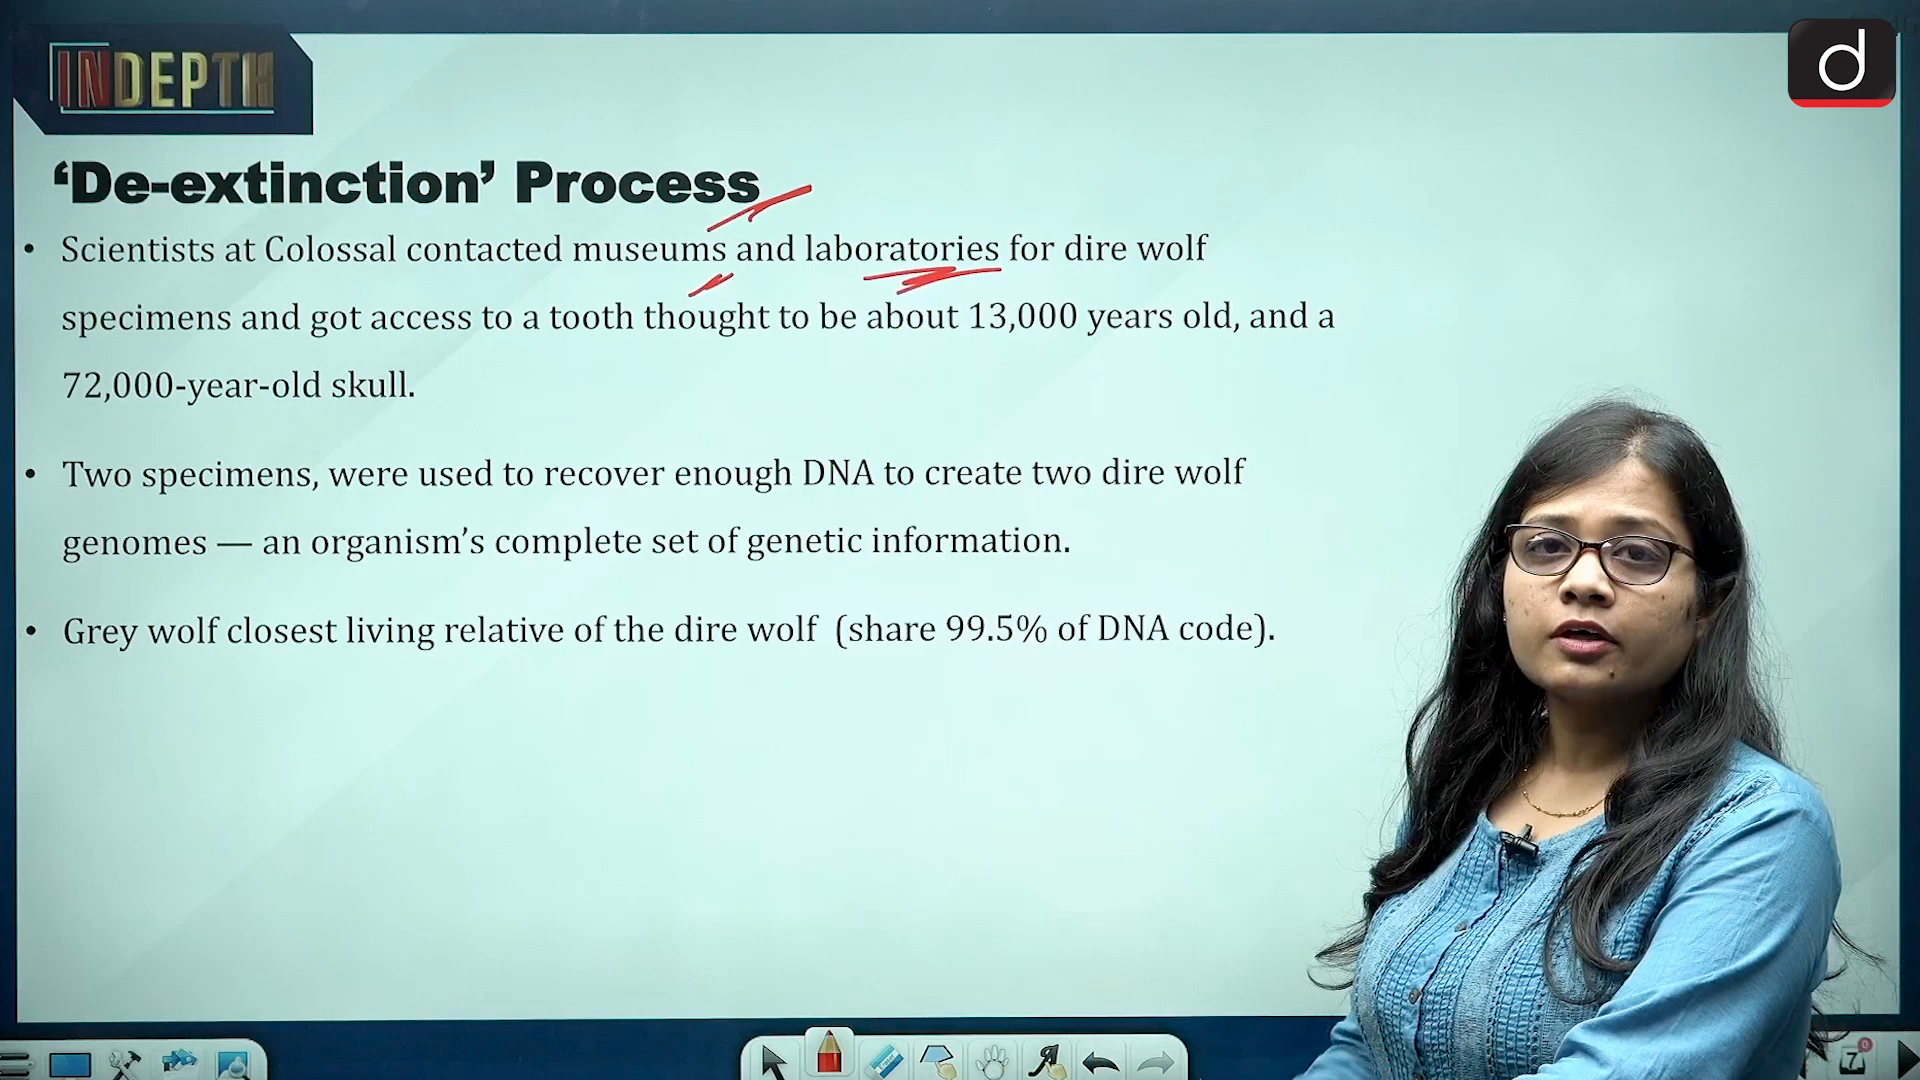 INDEPTH
d
‘De-extinction’ Process
• Scientists at Colossal contacted museums and laboratories for dire wolf
specimens and got access to a tooth thought to be about 13,000 years old, and a
72,000-year-old skull.
• Two specimens, were used to recover enough DNA to create two dire wolf
genomes — an organism’s complete set of genetic information.
• Grey wolf closest living relative of the dire wolf (share 99.5% of DNA code).
7
0